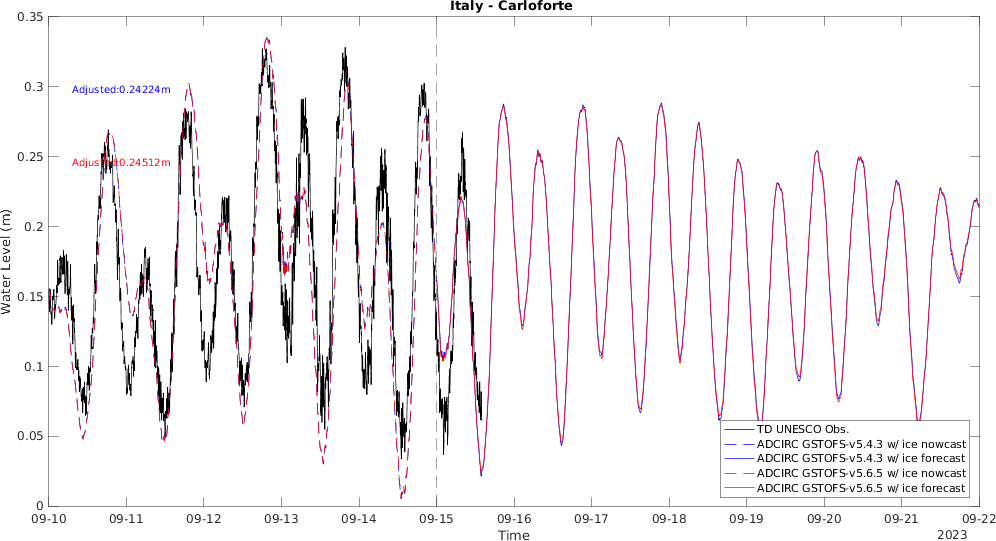 Italy - Carloforte
0.35
0.3
0.25
0.2
0.15
0.1
0.05
0
Water Level (m)
Adjusted:0.24224m
Adjusted:0.24512m
TD UNESCO Obs.
ADCIRC GSTOFS-v5.4.3 w/ ice nowcast
ADCIRC GSTOFS-v5.4.3 w/ ice forecast
ADCIRC GSTOFS-v5.6.5 w/ ice nowcast
ADCIRC GSTOFS-v5.6.5 w/ ice forecast
09-10 09-11 09-12 09-13 09-14 09-15 09-16 09-17 09-18 09-19 09-20 09-21 09-22
Time
2023